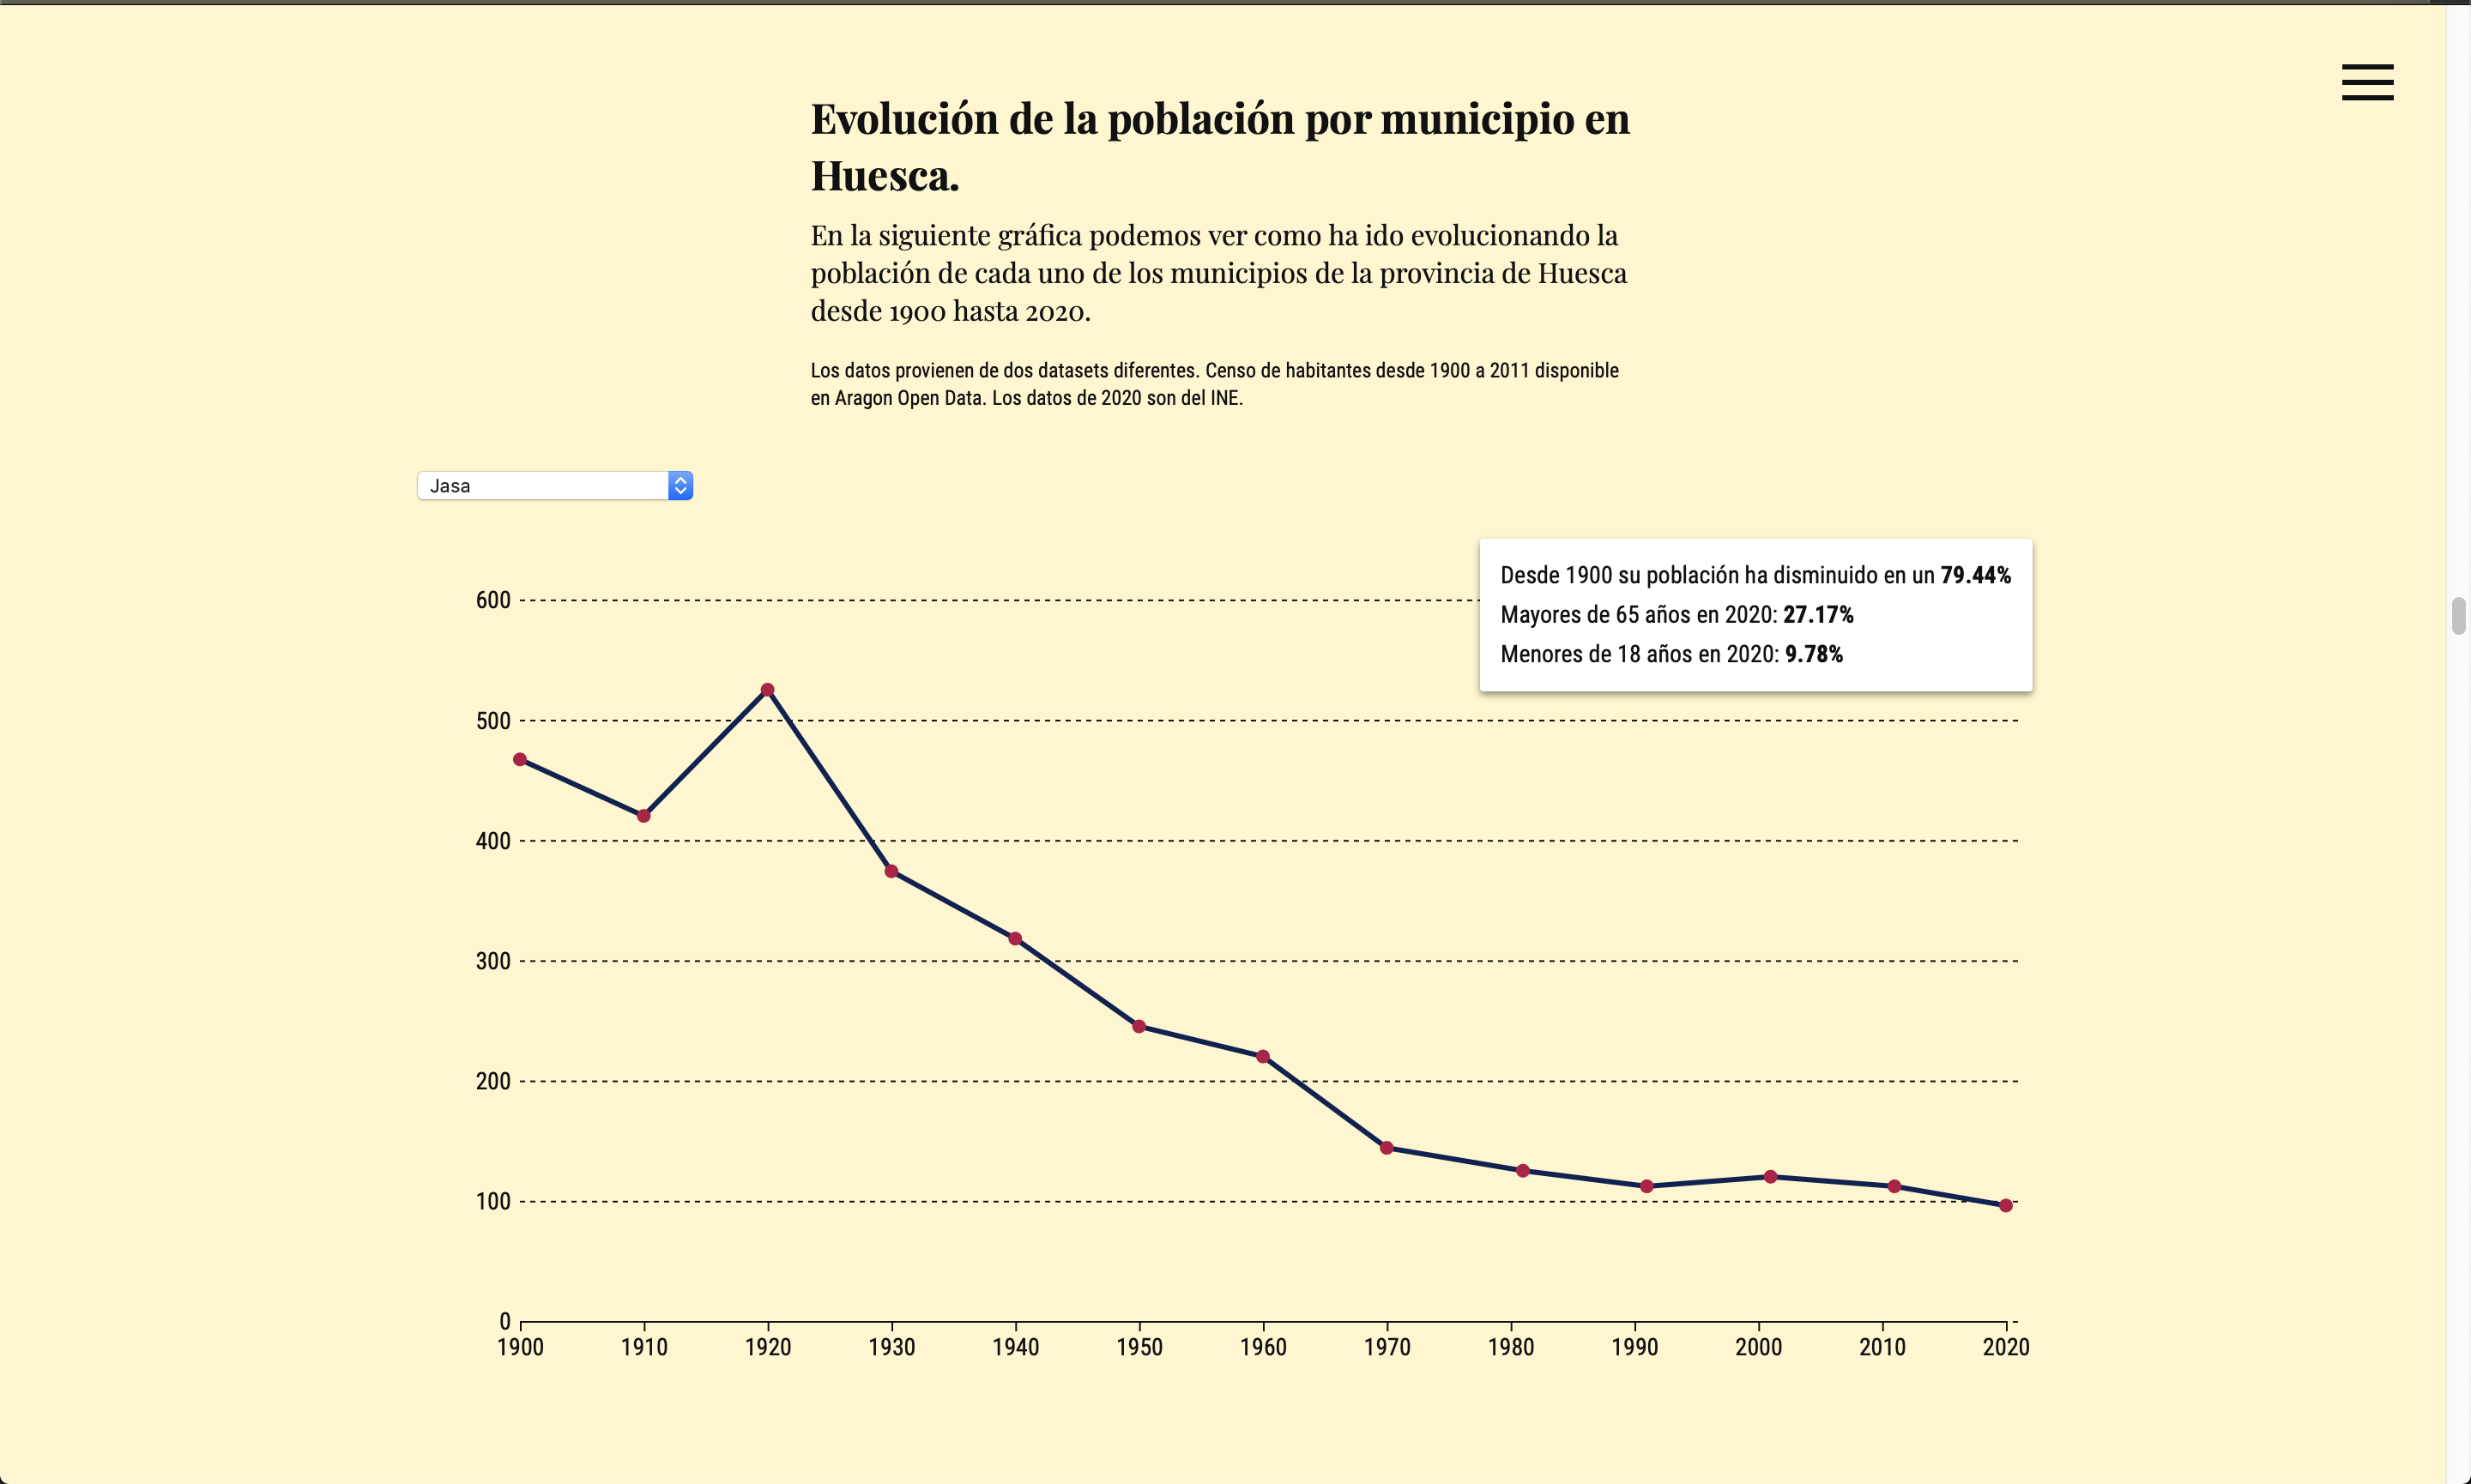 Evolución de la población por municipio en
Huesca.
En la siguiente gráfica podemos ver como ha ido evolucionando la
población de cada uno de los municipios de la provincia de Huesca
desde 1900 hasta 2020.
Los datos provienen de dos datasets diferentes. Censo de habitantes desde 1900 a 2011 disponible
en Aragon Open Data. Los datos de 2020 son del INE.
Jasa
Desde 1900 su población ha disminuido en un 79.44%
Mayores de 65 años en 2020: 27.17%
Menores de 18 años en 2020: 9.78%
600
500
400
300
200
100
0
1900 1910 1920 1930 1940 1950 1960 1970 1980 1990 2000 2010 2020